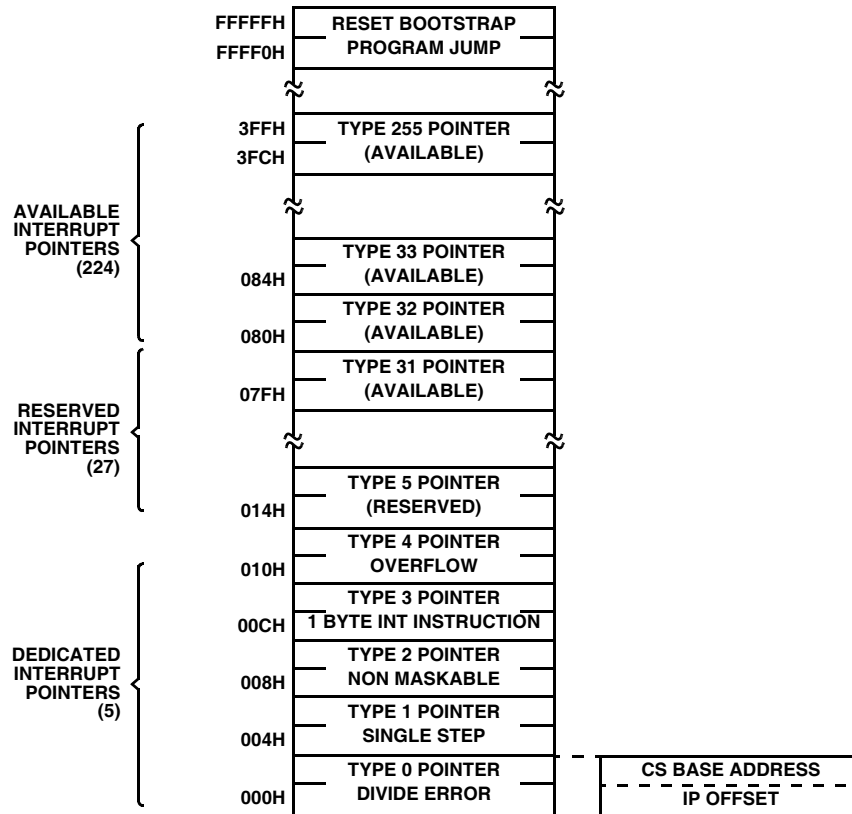 FFFFFH
RESET BOOTSTRAP
FFFF0H
PROGRAM JUMP
3FFH
TYPE 255 POINTER
3FCH
(AVAILABLE)
AVAILABLE
INTERRUPT
POINTERS
(224)
TYPE 33 POINTER
084H
(AVAILABLE)
TYPE 32 POINTER
080H
(AVAILABLE)
TYPE 31 POINTER
07FH
(AVAILABLE)
RESERVED
INTERRUPT
POINTERS
(27)
TYPE 5 POINTER
014H
(RESERVED)
TYPE 4 POINTER
010H
OVERFLOW
TYPE 3 POINTER
00CH
1 BYTE INT INSTRUCTION
DEDICATED
INTERRUPT
POINTERS
(5)
TYPE 2 POINTER
008H
NON MASKABLE
TYPE 1 POINTER
004H
SINGLE STEP
TYPE 0 POINTER
000H
DIVIDE ERROR
CS BASE ADDRESS
IP OFFSET